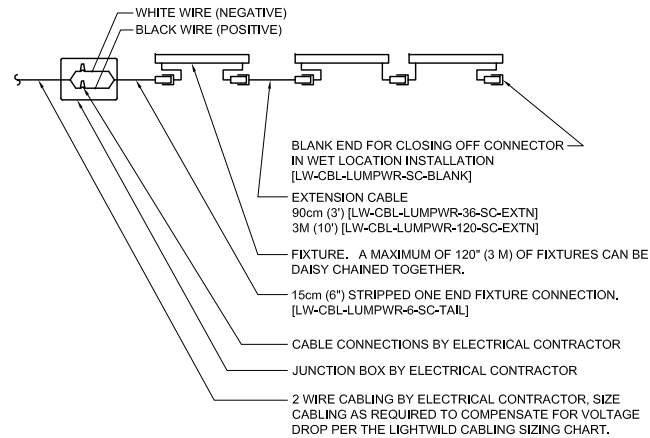 WHITE WIRE (NEGATIVE)
BLACK WIRE (POSITIVE)
BLANK END FOR CLOSING OFF CONNECTOR
IN WET LOCATION INSTALLATION
[LW-CBL-LUMPWR-SC-BLANK]
EXTENSION CABLE
90cm (3') [LW-CBL-LUMPWR-36-SC-EXTN]
3M (10') [LW-CBL-LUMPWR-120-SC-EXTN]
FIXTURE. A MAXIMUM OF 120" (3 M) OF FIXTURES CAN BE
DAISY CHAINED TOGETHER.
15cm (6") STRIPPED ONE END FIXTURE CONNECTION.
[LW-CBL-LUMPWR-6-SC-TAIL]
CABLE CONNECTIONS BY ELECTRICAL CONTRACTOR
JUNCTION BOX BY ELECTRICAL CONTRACTOR
2 WIRE CABLING BY ELECTRICAL CONTRACTOR, SIZE
CABLING AS REQUIRED TO COMPENSATE FOR VOLTAGE
DROP PER THE LIGHTWILD CABLING SIZING CHART.